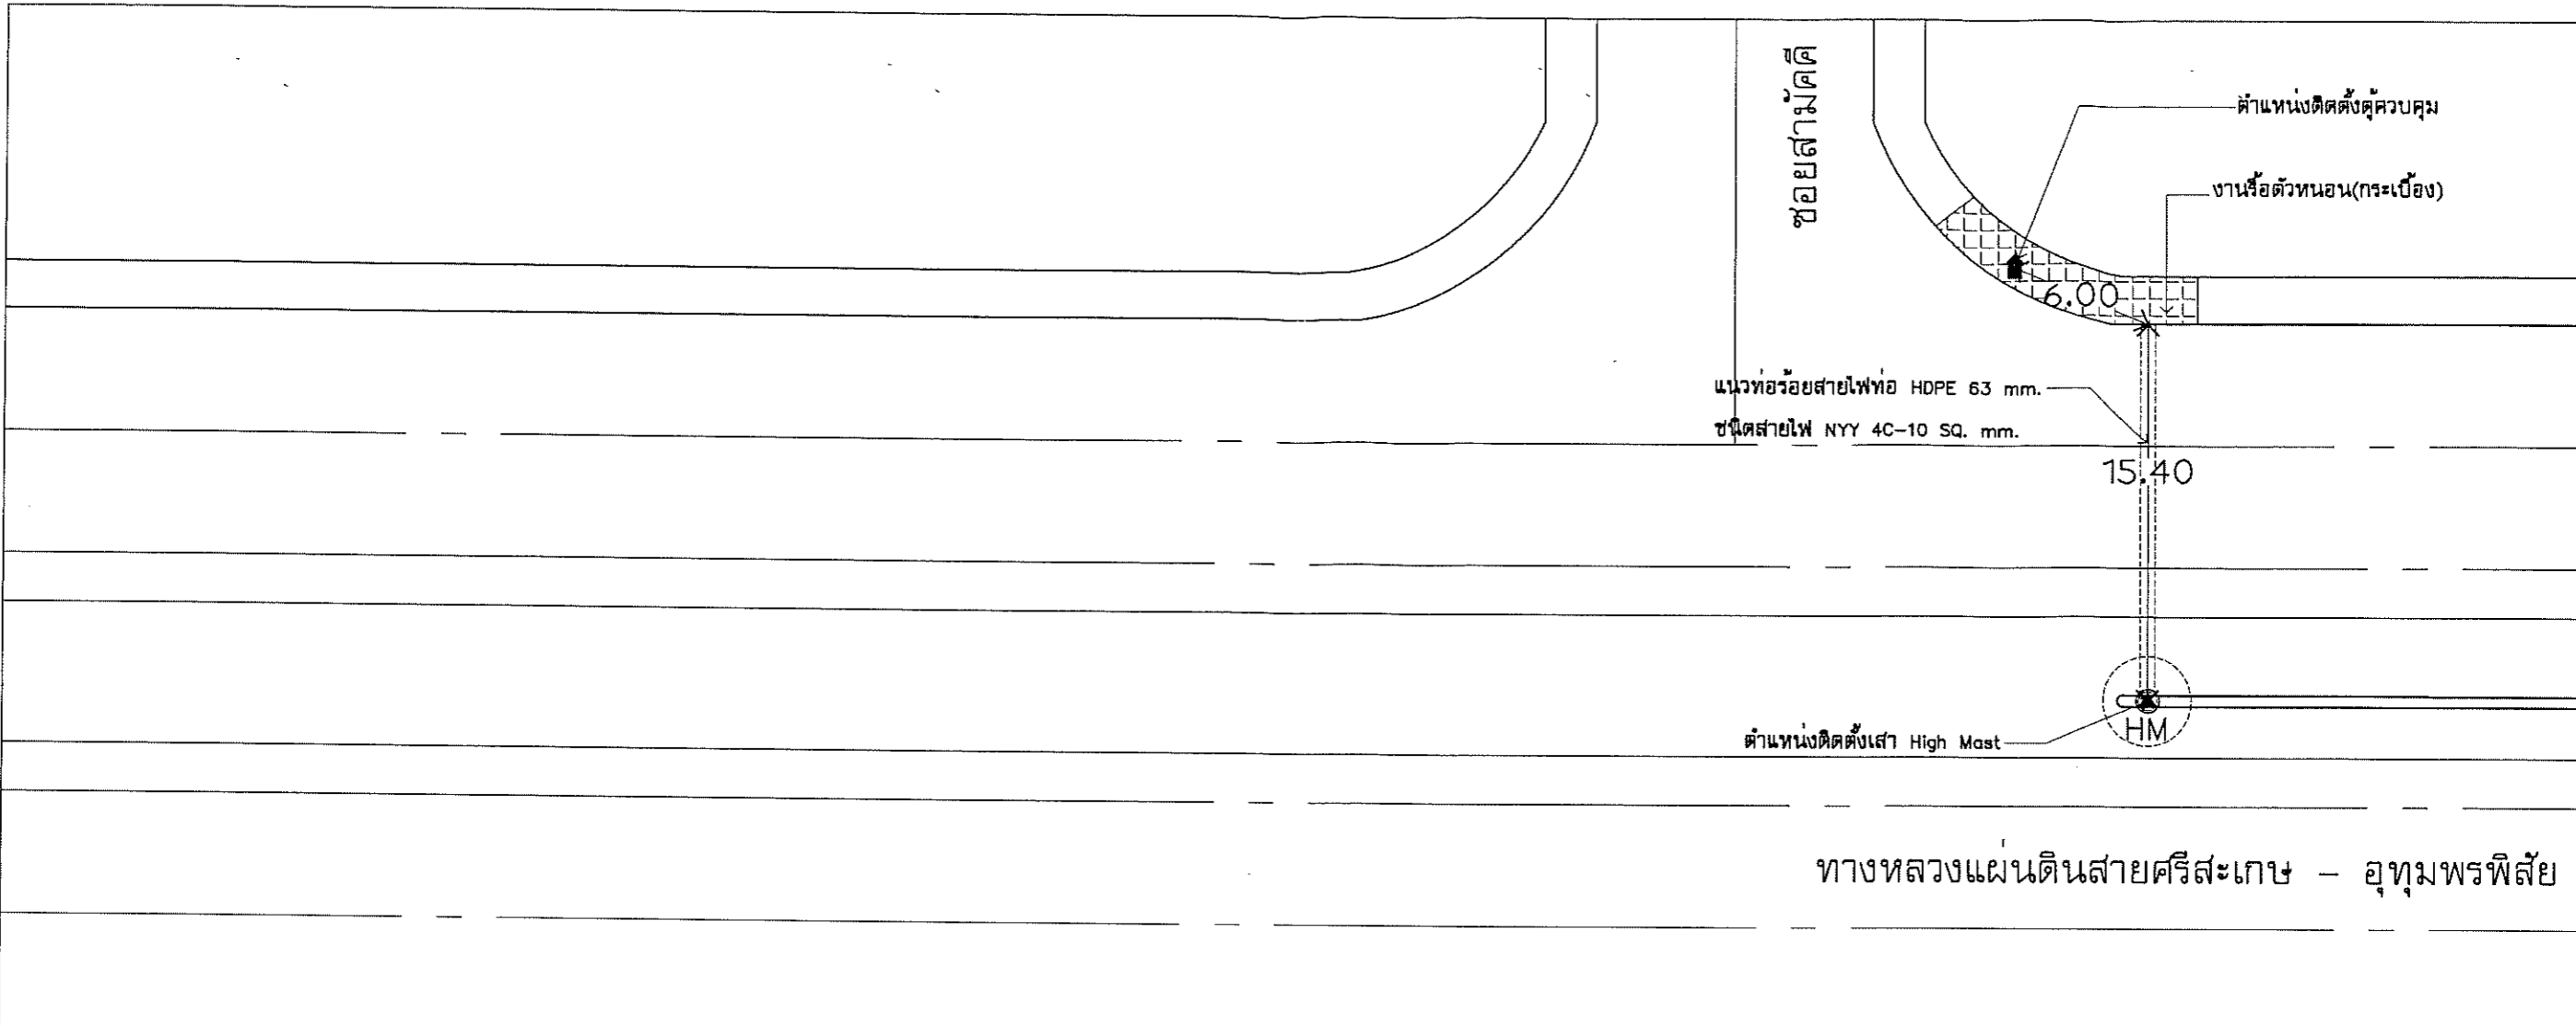 ซอยสามัคคี
ตำแหน่งติดตั้งตู้ควบคุม
งานรื้อตัวหนอน(กระเบื้อง)
6.00
แนวท่อร้อยสายไฟท่อ HDPE 63 mm.
ชนิดสายไฟ NYY 4C-10 SQ. mm.
15.40
ตำแหน่งติดตั้งเสา High Mast
HM
ทางหลวงแผ่นดินสายศรีสะเกษ - อุทุมพรพิสัย